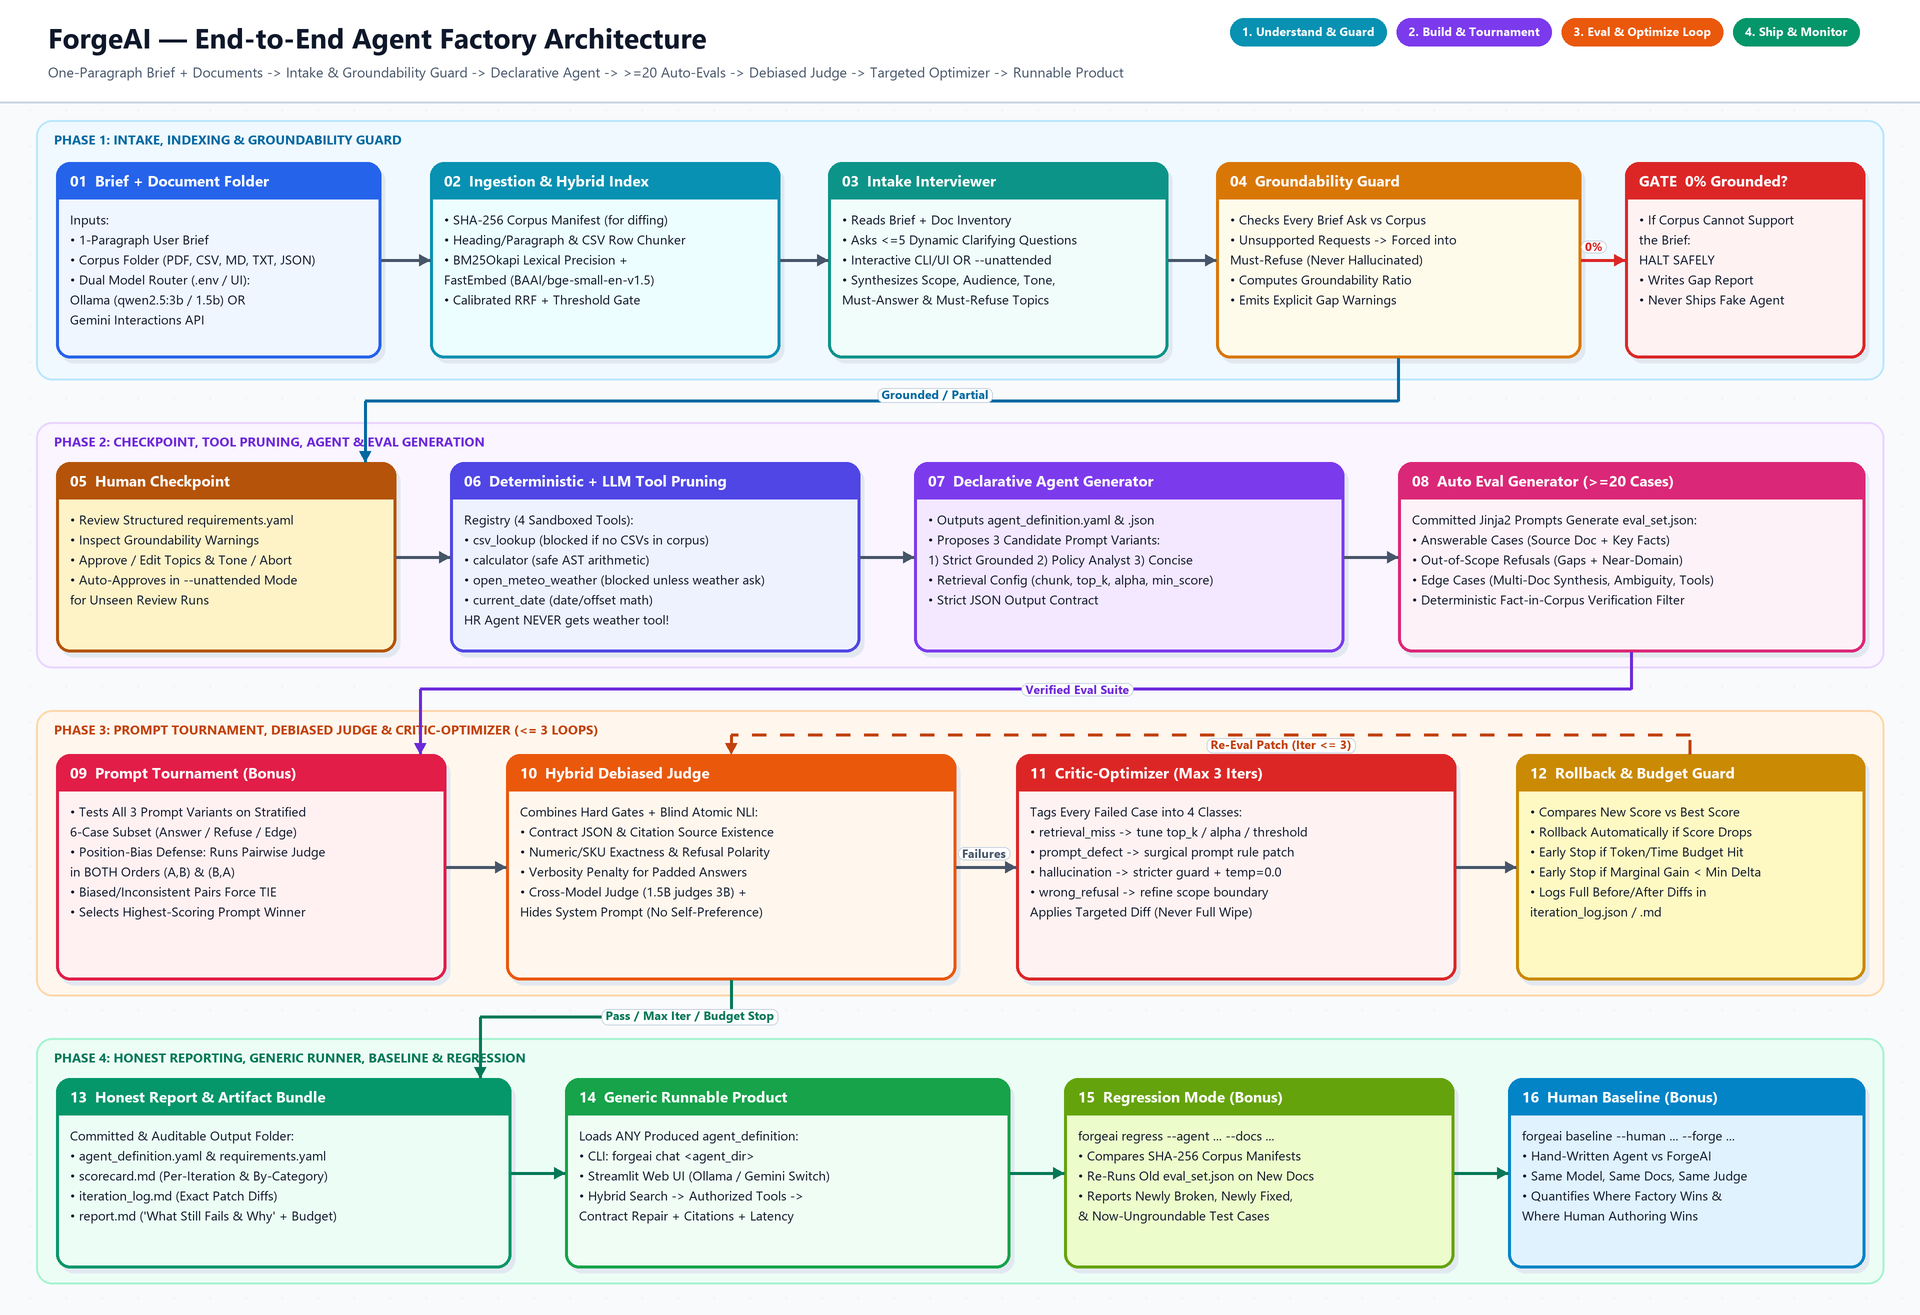 ForgeAI — End-to-End Agent Factory Architecture
1. Understand & Guard
2. Build & Tournament
3. Eval & Optimize Loop
4. Ship & Monitor
One-Paragraph Brief + Documents -> Intake & Groundability Guard -> Declarative Agent -> >=20 Auto-Evals -> Debiased Judge -> Targeted Optimizer -> Runnable Product
PHASE 1: INTAKE, INDEXING & GROUNDABILITY GUARD
01 Brief + Document Folder
Inputs:
• 1-Paragraph User Brief
• Corpus Folder (PDF, CSV, MD, TXT, JSON)
• Dual Model Router (.env / UI):
Ollama (qwen2.5:3b / 1.5b) OR
Gemini Interactions API
02 Ingestion & Hybrid Index
• SHA-256 Corpus Manifest (for diffing)
• Heading/Paragraph & CSV Row Chunker
• BM25Okapi Lexical Precision +
FastEmbed (BAAI/bge-small-en-v1.5)
• Calibrated RRF + Threshold Gate
03 Intake Interviewer
• Reads Brief + Doc Inventory
• Asks <=5 Dynamic Clarifying Questions
• Interactive CLI/UI OR --unattended
• Synthesizes Scope, Audience, Tone,
Must-Answer & Must-Refuse Topics
04 Groundability Guard
• Checks Every Brief Ask vs Corpus
• Unsupported Requests -> Forced into
Must-Refuse (Never Hallucinated)
• Computes Groundability Ratio
• Emits Explicit Gap Warnings
0%
GATE 0% Grounded?
• If Corpus Cannot Support
the Brief:
HALT SAFELY
• Writes Gap Report
• Never Ships Fake Agent
Grounded / Partial
PHASE 2: CHECKPOINT, TOOL PRUNING, AGENT & EVAL GENERATION
05 Human Checkpoint
• Review Structured requirements.yaml
• Inspect Groundability Warnings
• Approve / Edit Topics & Tone / Abort
• Auto-Approves in --unattended Mode
for Unseen Review Runs
06 Deterministic + LLM Tool Pruning
Registry (4 Sandboxed Tools):
• csv_lookup (blocked if no CSVs in corpus)
• calculator (safe AST arithmetic)
• open_meteo_weather (blocked unless weather ask)
• current_date (date/offset math)
HR Agent NEVER gets weather tool!
07 Declarative Agent Generator
• Outputs agent_definition.yaml & .json
• Proposes 3 Candidate Prompt Variants:
1) Strict Grounded 2) Policy Analyst 3) Concise
• Retrieval Config (chunk, top_k, alpha, min_score)
• Strict JSON Output Contract
08 Auto Eval Generator (>=20 Cases)
Committed Jinja2 Prompts Generate eval_set.json:
• Answerable Cases (Source Doc + Key Facts)
• Out-of-Scope Refusals (Gaps + Near-Domain)
• Edge Cases (Multi-Doc Synthesis, Ambiguity, Tools)
• Deterministic Fact-in-Corpus Verification Filter
Verified Eval Suite
PHASE 3: PROMPT TOURNAMENT, DEBIASED JUDGE & CRITIC-OPTIMIZER (<= 3 LOOPS)
Re-Eval Patch (Iter <= 3)
09 Prompt Tournament (Bonus)
• Tests All 3 Prompt Variants on Stratified
6-Case Subset (Answer / Refuse / Edge)
• Position-Bias Defense: Runs Pairwise Judge
in BOTH Orders (A,B) & (B,A)
• Biased/Inconsistent Pairs Force TIE
• Selects Highest-Scoring Prompt Winner
10 Hybrid Debiased Judge
Combines Hard Gates + Blind Atomic NLI:
• Contract JSON & Citation Source Existence
• Numeric/SKU Exactness & Refusal Polarity
• Verbosity Penalty for Padded Answers
• Cross-Model Judge (1.5B judges 3B) +
Hides System Prompt (No Self-Preference)
Failures
11 Critic-Optimizer (Max 3 Iters)
Tags Every Failed Case into 4 Classes:
• retrieval_miss -> tune top_k / alpha / threshold
• prompt_defect -> surgical prompt rule patch
• hallucination -> stricter guard + temp=0.0
• wrong_refusal -> refine scope boundary
Applies Targeted Diff (Never Full Wipe)
12 Rollback & Budget Guard
• Compares New Score vs Best Score
• Rollback Automatically if Score Drops
• Early Stop if Token/Time Budget Hit
• Early Stop if Marginal Gain < Min Delta
• Logs Full Before/After Diffs in
iteration_log.json / .md
Pass / Max Iter / Budget Stop
PHASE 4: HONEST REPORTING, GENERIC RUNNER, BASELINE & REGRESSION
13 Honest Report & Artifact Bundle
Committed & Auditable Output Folder:
• agent_definition.yaml & requirements.yaml
• scorecard.md (Per-Iteration & By-Category)
• iteration_log.md (Exact Patch Diffs)
• report.md ('What Still Fails & Why' + Budget)
14 Generic Runnable Product
Loads ANY Produced agent_definition:
• CLI: forgeai chat <agent_dir>
• Streamlit Web UI (Ollama / Gemini Switch)
• Hybrid Search -> Authorized Tools ->
Contract Repair + Citations + Latency
15 Regression Mode (Bonus)
forgeai regress --agent ... --docs ...
• Compares SHA-256 Corpus Manifests
• Re-Runs Old eval_set.json on New Docs
• Reports Newly Broken, Newly Fixed,
& Now-Ungroundable Test Cases
16 Human Baseline (Bonus)
forgeai baseline --human ... --forge ...
• Hand-Written Agent vs ForgeAI
• Same Model, Same Docs, Same Judge
• Quantifies Where Factory Wins &
Where Human Authoring Wins